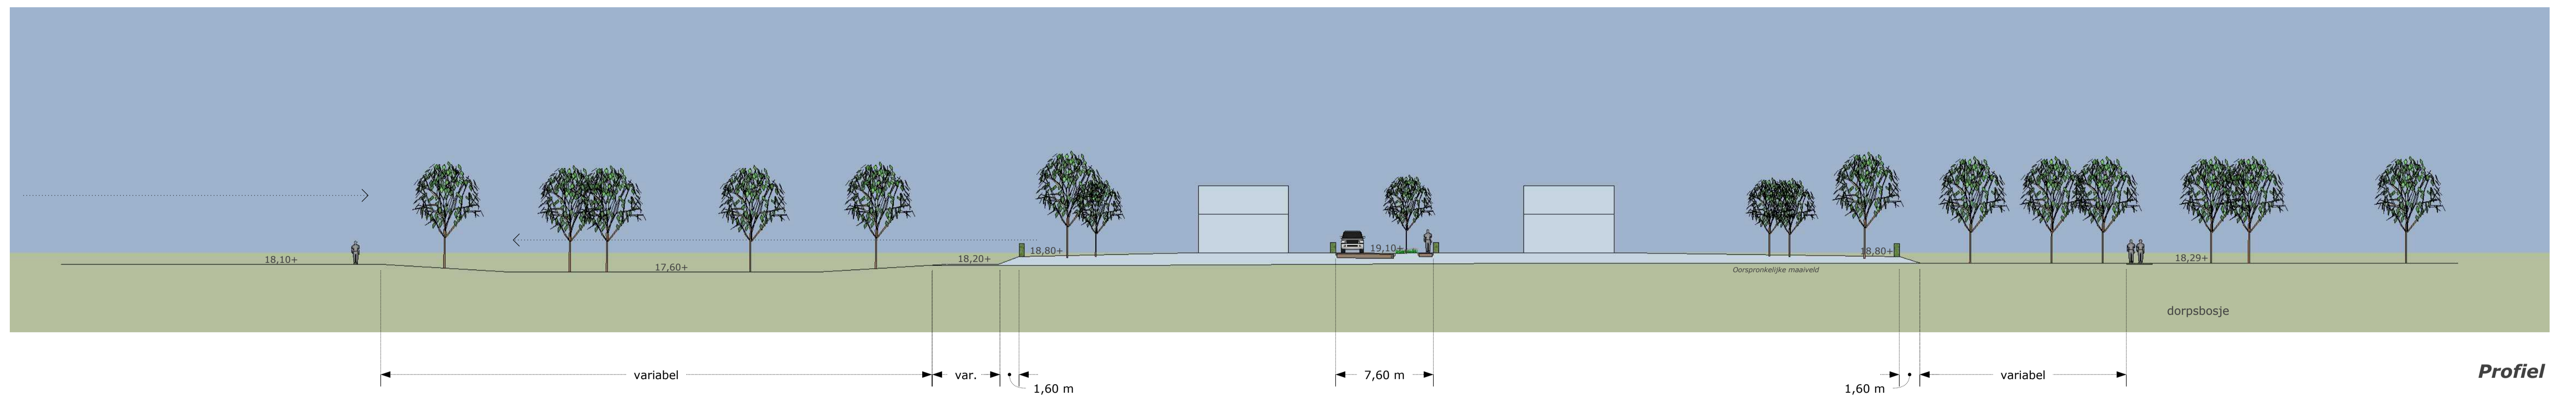 18,10+
17,60+
18,20+
18,80+
19,10+
18,80+
Oorspronkelijke maaiveld
18,29+
dorpsbosje
variabel
var.
1,60 m
7,60 m
1,60 m
variabel
Profiel